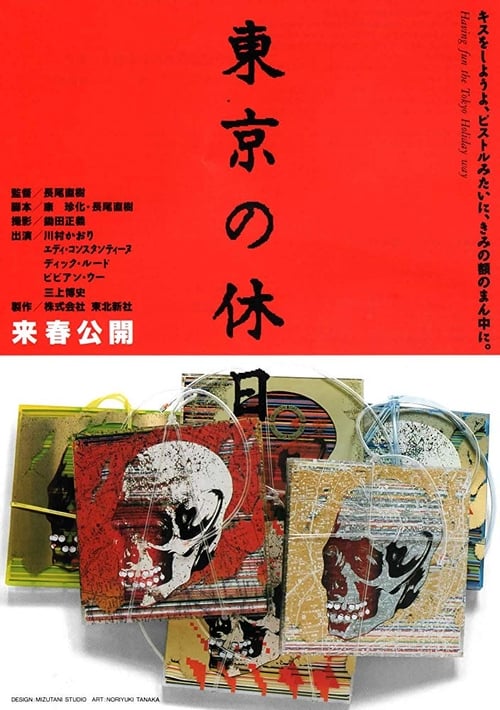 キスをしようよ、ピストルみたいに、きみの額のまん中に。
Having fun the Tokyo Holiday way
東京の休日
監督／長尾直樹
脚本／康 珍化・長尾直樹
撮影／鋤田正義
出演／川村かおり
エディ・コンスタンティーヌ
ディック・ルード
ビビアン・ウー
三上博史
製作／株式会社 東北新社
来春公開
DESIGN: MIZUTANI STUDIO ART: NORIYUKI TANAKA